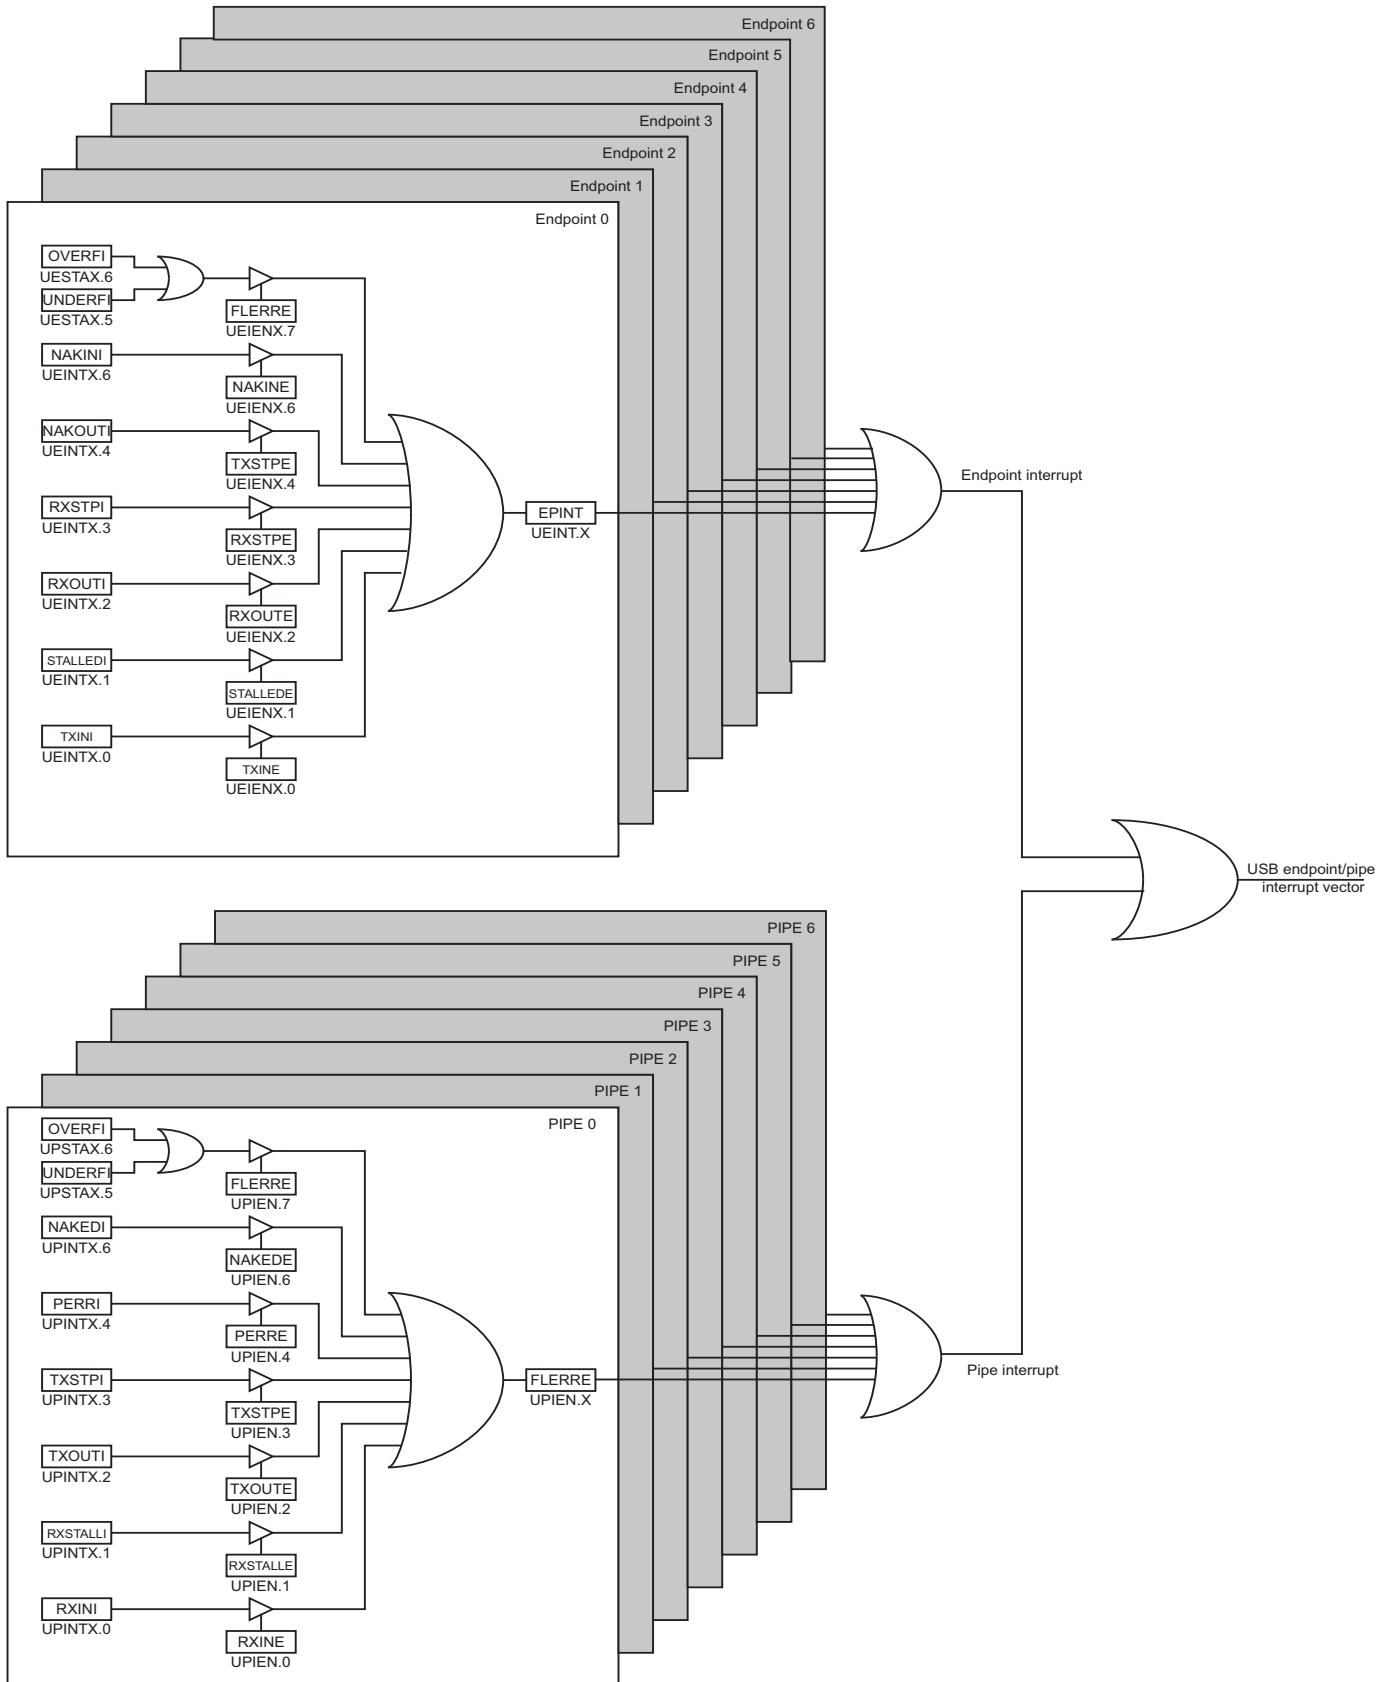 Endpoint 6
Endpoint 5
Endpoint 4
Endpoint 3
Endpoint 2
Endpoint 1
Endpoint 0
OVERFI
UESTAX.6
UNDERFI
UESTAX.5
FLERRE
UEIENX.7
NAKINI
UEINTX.6
NAKINE
UEIENX.6
NAKOUTI
UEINTX.4
TXSTPE
UEIENX.4
RXSTPI
UEINTX.3
RXSTPE
UEIENX.3
RXOUTI
UEINTX.2
RXOUTE
UEIENX.2
STALLEDI
UEINTX.1
STALLEDE
UEIENX.1
TXINI
UEINTX.0
TXINE
UEIENX.0
EPINT
UEINT.X
Endpoint interrupt
USB endpoint/pipe
interrupt vector
PIPE 6
PIPE 5
PIPE 4
PIPE 3
PIPE 2
PIPE 1
PIPE 0
OVERFI
UPSTAX.6
UNDERFI
UPSTAX.5
FLERRE
UPIEN.7
NAKEDI
UPINTX.6
NAKEDE
UPIEN.6
PERRI
UPINTX.4
PERRE
UPIEN.4
TXSTPI
UPINTX.3
TXSTPE
UPIEN.3
TXOUTI
UPINTX.2
TXOUTE
UPIEN.2
RXSTALLI
UPINTX.1
RXSTALLE
UPIEN.1
RXINI
UPINTX.0
RXINE
UPIEN.0
FLERRE
UPIEN.X
Pipe interrupt